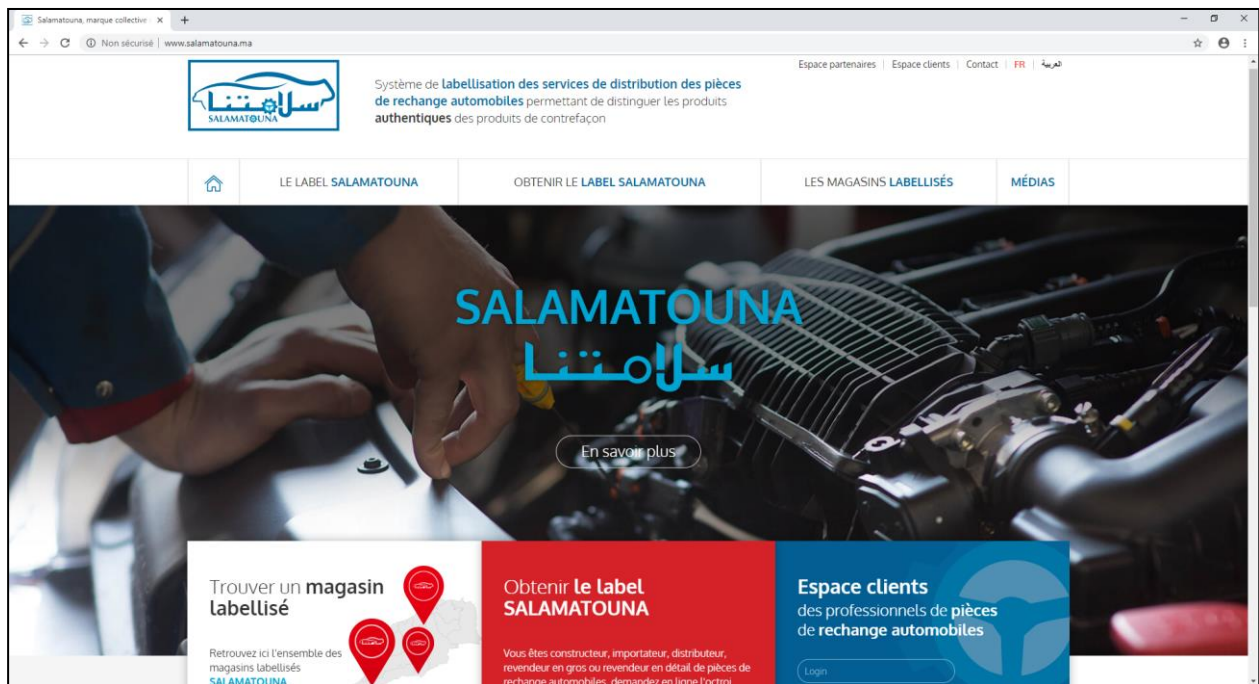 Salamatouna, marque collective
Non sécurisé | www.salamatouna.ma
Espace partenaires | Espace clients | Contact | FR | العربية
سلامتنا
SALAMATOUNA
Système de labellisation des services de distribution des pièces
de rechange automobiles permettant de distinguer les produits
authentiques des produits de contrefaçon
LE LABEL SALAMATOUNA
OBTENIR LE LABEL SALAMATOUNA
LES MAGASINS LABELLISÉS
MÉDIAS
SALAMATOUNA
سلامتنا
En savoir plus
Trouver un magasin
labellisé
Retrouvez ici l'ensemble des
magasins labellisés
SALAMATOUNA
Obtenir le label
SALAMATOUNA
Vous êtes constructeur, importateur, distributeur,
revendeur en gros ou revendeur en détail de pièces de
rechange automobiles, demandez en ligne l'octroi
Espace clients
des professionnels de pièces
de rechange automobiles
Login